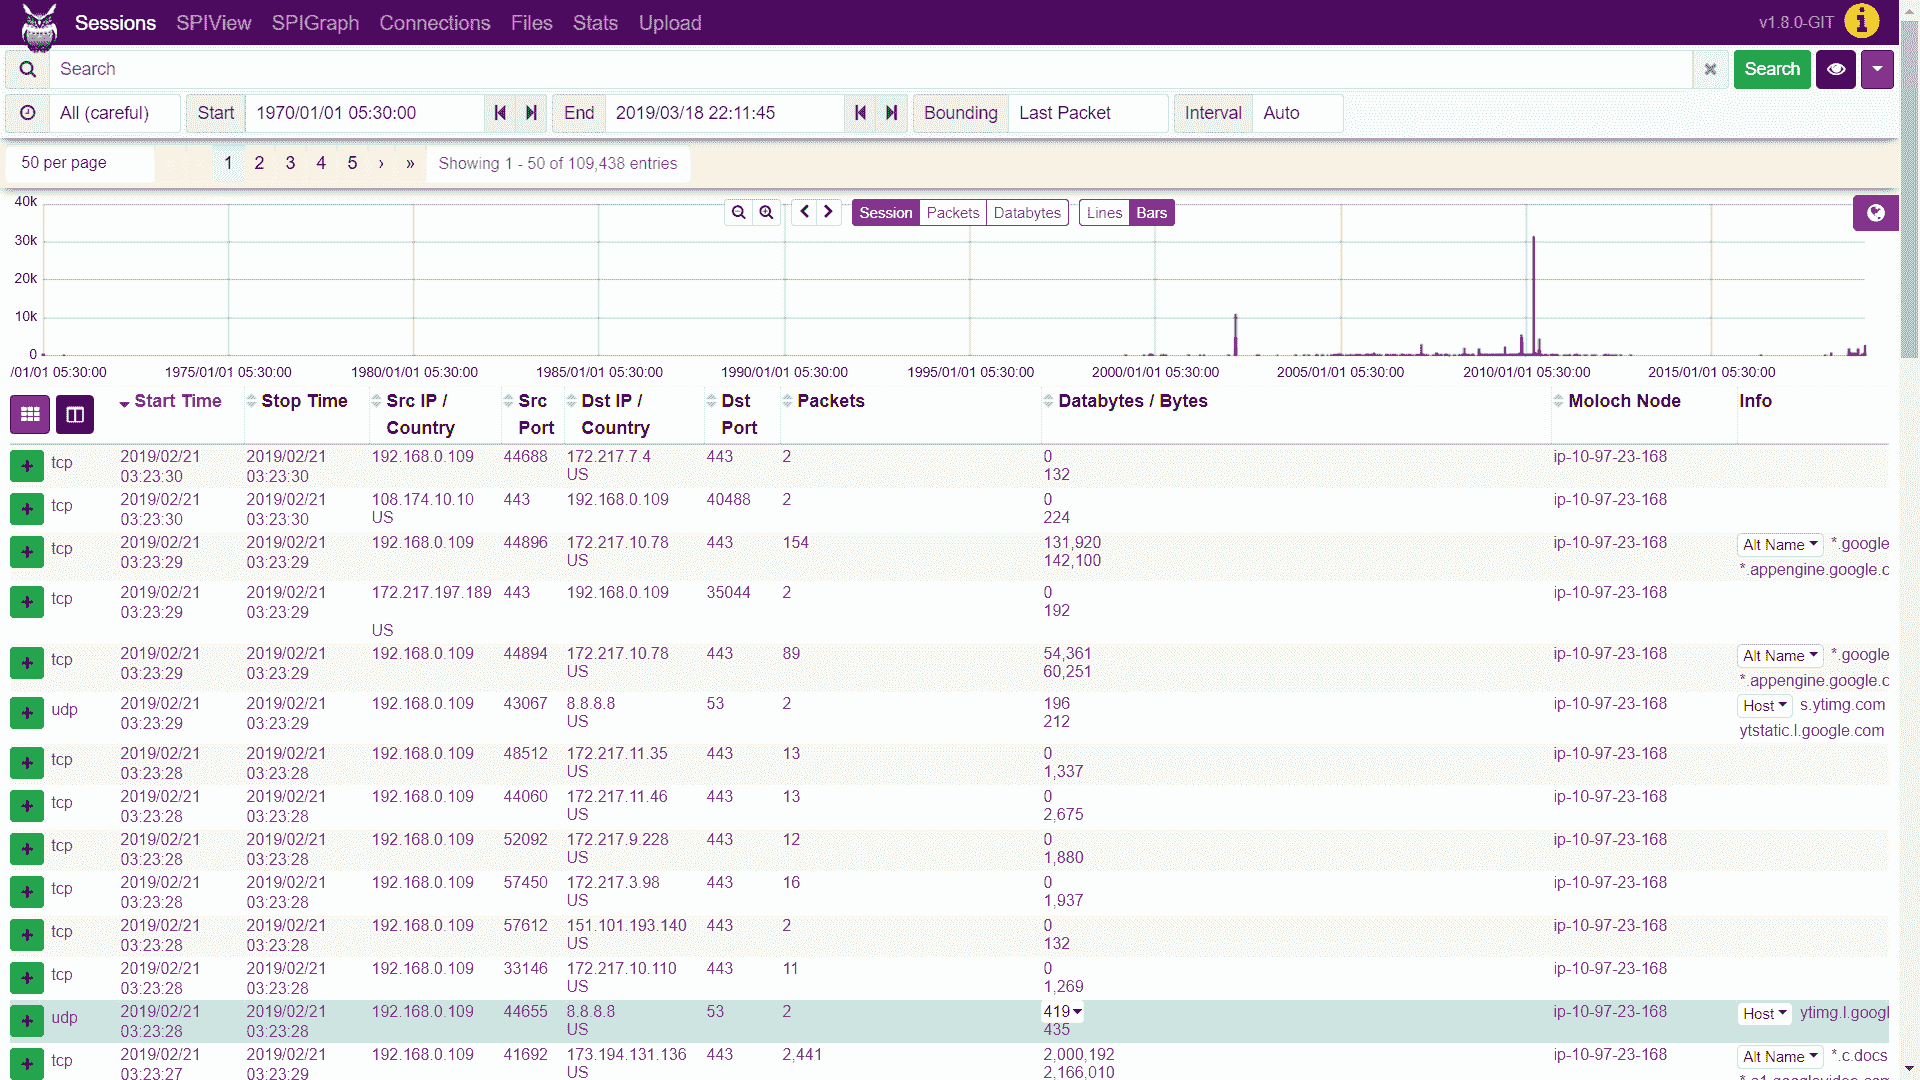 Sessions SPIView SPIGraph Connections Files Stats Upload v1.8.0-GIT
Search Search
All (careful) Start 1970/01/01 05:30:00 End 2019/03/18 22:11:45 Bounding Last Packet Interval Auto
50 per page 1 2 3 4 5 › » Showing 1 - 50 of 109,438 entries
Session Packets Databytes Lines Bars
40k
30k
20k
10k
0
/01/01 05:30:00 1975/01/01 05:30:00 1980/01/01 05:30:00 1985/01/01 05:30:00 1990/01/01 05:30:00 1995/01/01 05:30:00 2000/01/01 05:30:00 2005/01/01 05:30:00 2010/01/01 05:30:00 2015/01/01 05:30:00
Start Time Stop Time Src IP / Src Dst IP / Dst Packets Databytes / Bytes Moloch Node Info
Country Port Country Port
tcp 2019/02/21 2019/02/21 192.168.0.109 44688 172.217.7.4 443 2 0 ip-10-97-23-168
03:23:30 03:23:30 US 132
tcp 2019/02/21 2019/02/21 108.174.10.10 443 192.168.0.109 40488 2 0 ip-10-97-23-168
03:23:30 03:23:30 US 224
tcp 2019/02/21 2019/02/21 192.168.0.109 44896 172.217.10.78 443 154 131,920 ip-10-97-23-168 Alt Name *.google
03:23:29 03:23:29 US 142,100 *.appengine.google.c
tcp 2019/02/21 2019/02/21 172.217.197.189 443 192.168.0.109 35044 2 0 ip-10-97-23-168
03:23:29 03:23:29 192
US
tcp 2019/02/21 2019/02/21 192.168.0.109 44894 172.217.10.78 443 89 54,361 ip-10-97-23-168 Alt Name *.google
03:23:29 03:23:29 US 60,251 *.appengine.google.c
udp 2019/02/21 2019/02/21 192.168.0.109 43067 8.8.8.8 53 2 196 ip-10-97-23-168 Host s.ytimg.com
03:23:29 03:23:29 US 212 ytstatic.l.google.com
tcp 2019/02/21 2019/02/21 192.168.0.109 48512 172.217.11.35 443 13 0 ip-10-97-23-168
03:23:28 03:23:28 US 1,337
tcp 2019/02/21 2019/02/21 192.168.0.109 44060 172.217.11.46 443 13 0 ip-10-97-23-168
03:23:28 03:23:28 US 2,675
tcp 2019/02/21 2019/02/21 192.168.0.109 52092 172.217.9.228 443 12 0 ip-10-97-23-168
03:23:28 03:23:28 US 1,880
tcp 2019/02/21 2019/02/21 192.168.0.109 57450 172.217.3.98 443 16 0 ip-10-97-23-168
03:23:28 03:23:28 US 1,937
tcp 2019/02/21 2019/02/21 192.168.0.109 57612 151.101.193.140 443 2 0 ip-10-97-23-168
03:23:28 03:23:28 US 132
tcp 2019/02/21 2019/02/21 192.168.0.109 33146 172.217.10.110 443 11 0 ip-10-97-23-168
03:23:28 03:23:28 US 1,269
udp 2019/02/21 2019/02/21 192.168.0.109 44655 8.8.8.8 53 2 419 ip-10-97-23-168 Host ytimg.l.googl
03:23:28 03:23:28 US 435
tcp 2019/02/21 2019/02/21 192.168.0.109 41692 173.194.131.136 443 2,441 2,000,192 ip-10-97-23-168 Alt Name *.c.docs
03:23:27 03:23:29 US 2,166,010